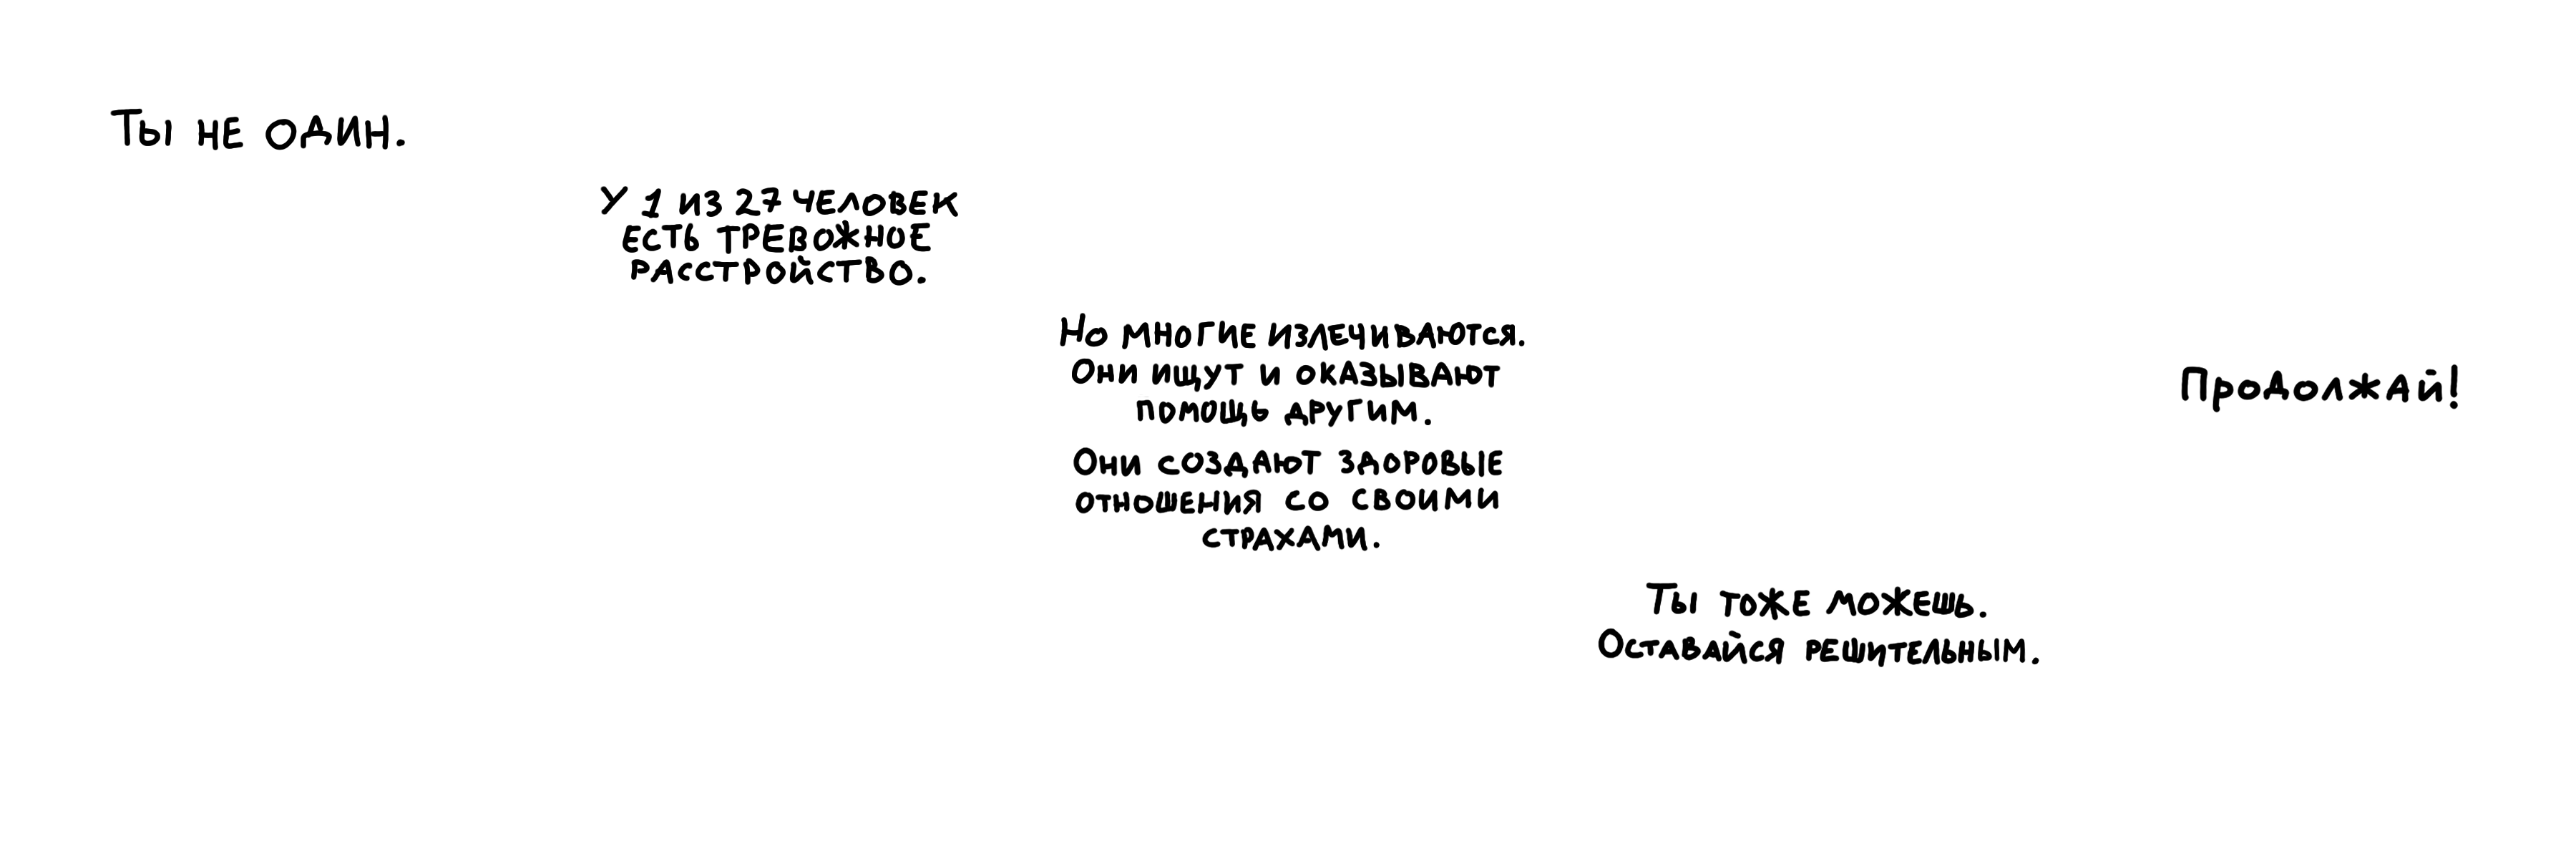 Ты не один.
У 1 из 27 человек
есть тревожное
расстройство.
Но многие излечиваются.
Они ищут и оказывают
помощь другим.
Они создают здоровые
отношения со своими
страхами.
Ты тоже можешь.
Оставайся решительным.
Продолжай!